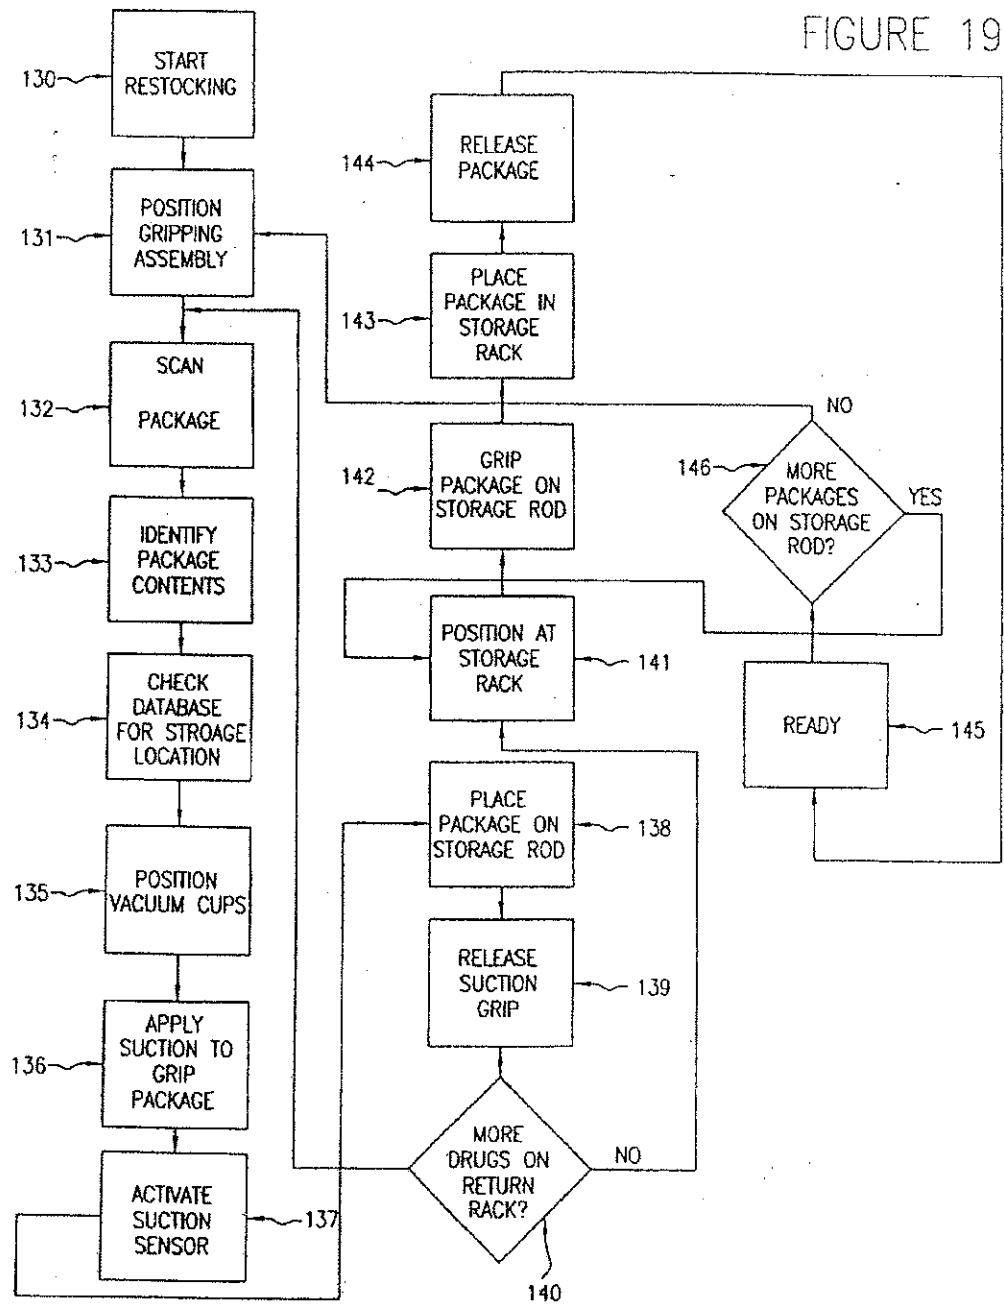 FIGURE 19
130
START
RESTOCKING
131
POSITION
GRIPPING
ASSEMBLY
132
SCAN
PACKAGE
133
IDENTIFY
PACKAGE
CONTENTS
134
CHECK
DATABASE
FOR STROAGE
LOCATION
135
POSITION
VACUUM CUPS
136
APPLY
SUCTION TO
GRIP
PACKAGE
ACTIVATE
SUCTION
SENSOR
137
144
RELEASE
PACKAGE
143
PLACE
PACKAGE IN
STORAGE
RACK
142
GRIP
PACKAGE ON
STORAGE ROD
POSITION AT
STORAGE
RACK
141
PLACE
PACKAGE ON
STORAGE ROD
138
RELEASE
SUCTION
GRIP
139
MORE
DRUGS ON
RETURN
RACK?
NO
140
NO
146
MORE
PACKAGES
ON STORAGE
ROD?
YES
READY
145